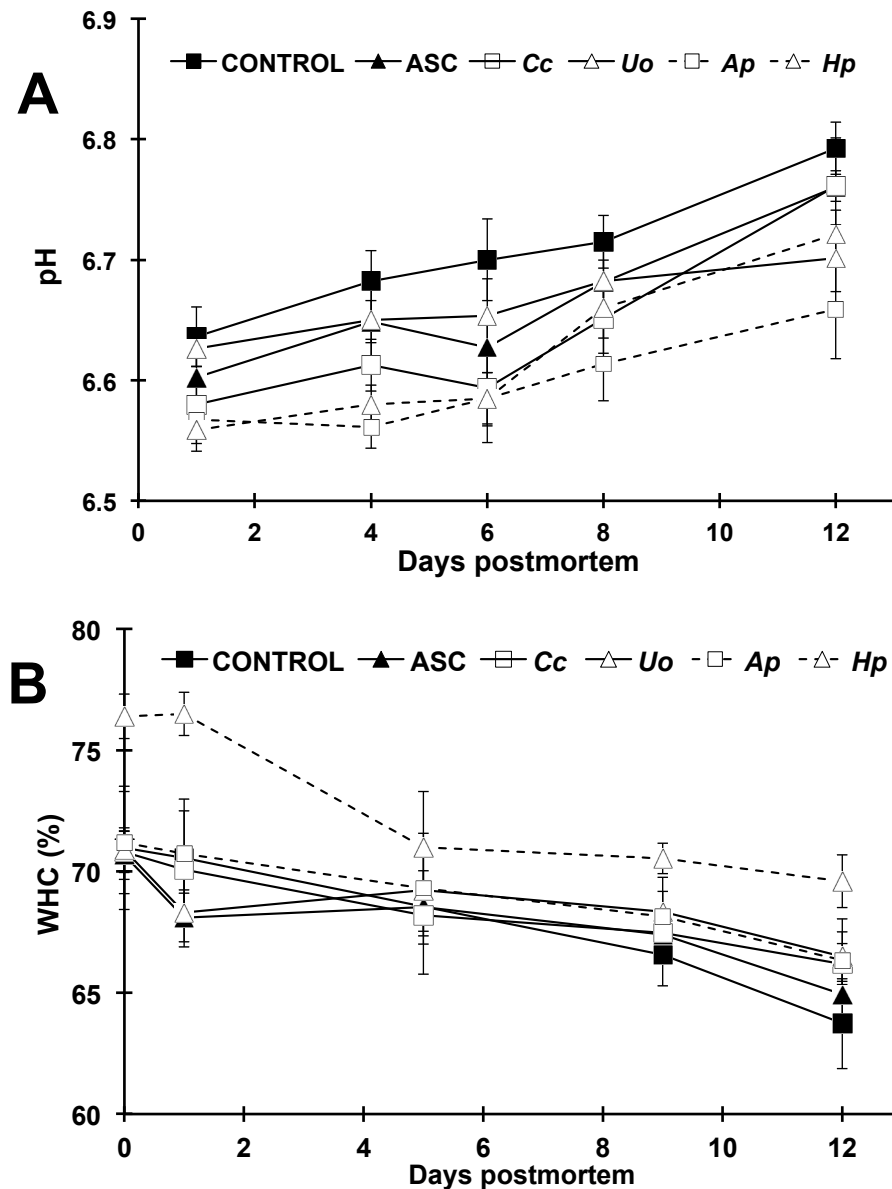 6.9
CONTROL ASC Cc Uo Ap Hp
A
6.8
pH
6.7
6.6
6.5
0 2 4 6 8 10 12
Days postmortem
80
CONTROL ASC Cc Uo Ap Hp
B
75
WHC (%)
70
65
60
0 2 4 6 8 10 12
Days postmortem